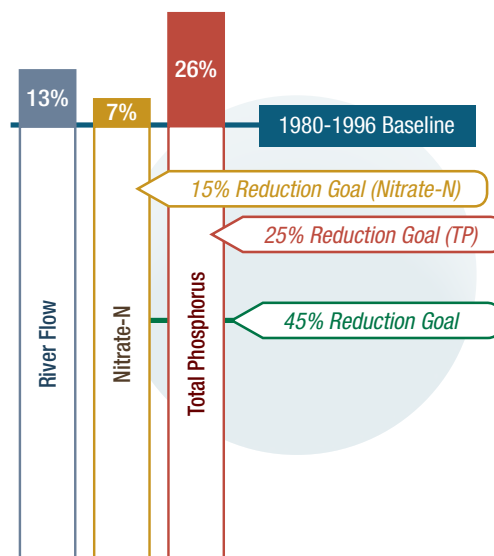 26%
13%
7%
1980-1996 Baseline
15% Reduction Goal (Nitrate-N)
25% Reduction Goal (TP)
45% Reduction Goal
River Flow
Nitrate-N
Total Phosphorus